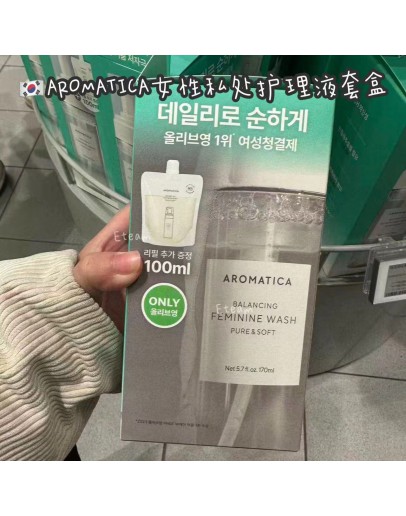 AROMATICA女性私处护理液套盒
데일리로 순하게
올리브영 1위* 여성청결제
리필 추가 증정
100ml
ONLY
올리브영
AROMATICA
BALANCING
FEMININE WASH
PURE & SOFT
Net 5.7 fl. oz. 170ml